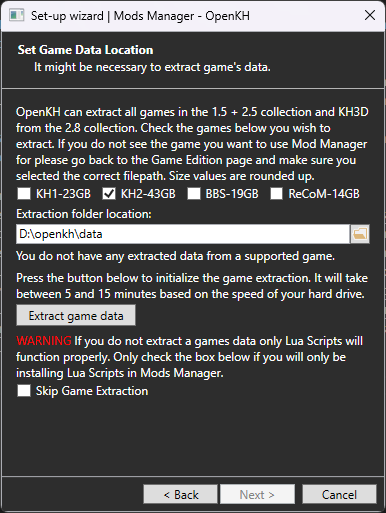 Set-up wizard | Mods Manager - OpenKH
Set Game Data Location
It might be necessary to extract game's data.
OpenKH can extract all games in the 1.5 + 2.5 collection and KH3D
from the 2.8 collection. Check the games below you wish to
extract. If you do not see the game you want to use Mod Manager
for please go back to the Game Edition page and make sure you
selected the correct filepath. Size values are rounded up.
KH1-23GB KH2-43GB BBS-19GB ReCoM-14GB
Extraction folder location:
D:\openkh\data
You do not have any extracted data from a supported game.
Press the button below to initialize the game extraction. It will take
between 5 and 15 minutes based on the speed of your hard drive.
Extract game data
WARNING If you do not extract a games data only Lua Scripts will
function properly. Only check the box below if you will only be
installing Lua Scripts in Mods Manager.
Skip Game Extraction
< Back Next > Cancel